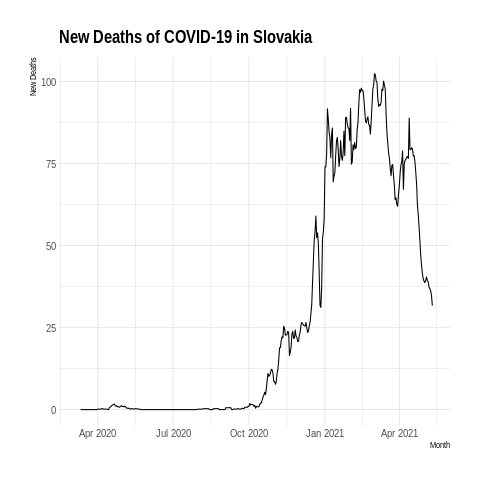 New Deaths of COVID-19 in Slovakia
New Deaths
100
75
50
25
0
Apr 2020 Jul 2020 Oct 2020 Jan 2021 Apr 2021
Month